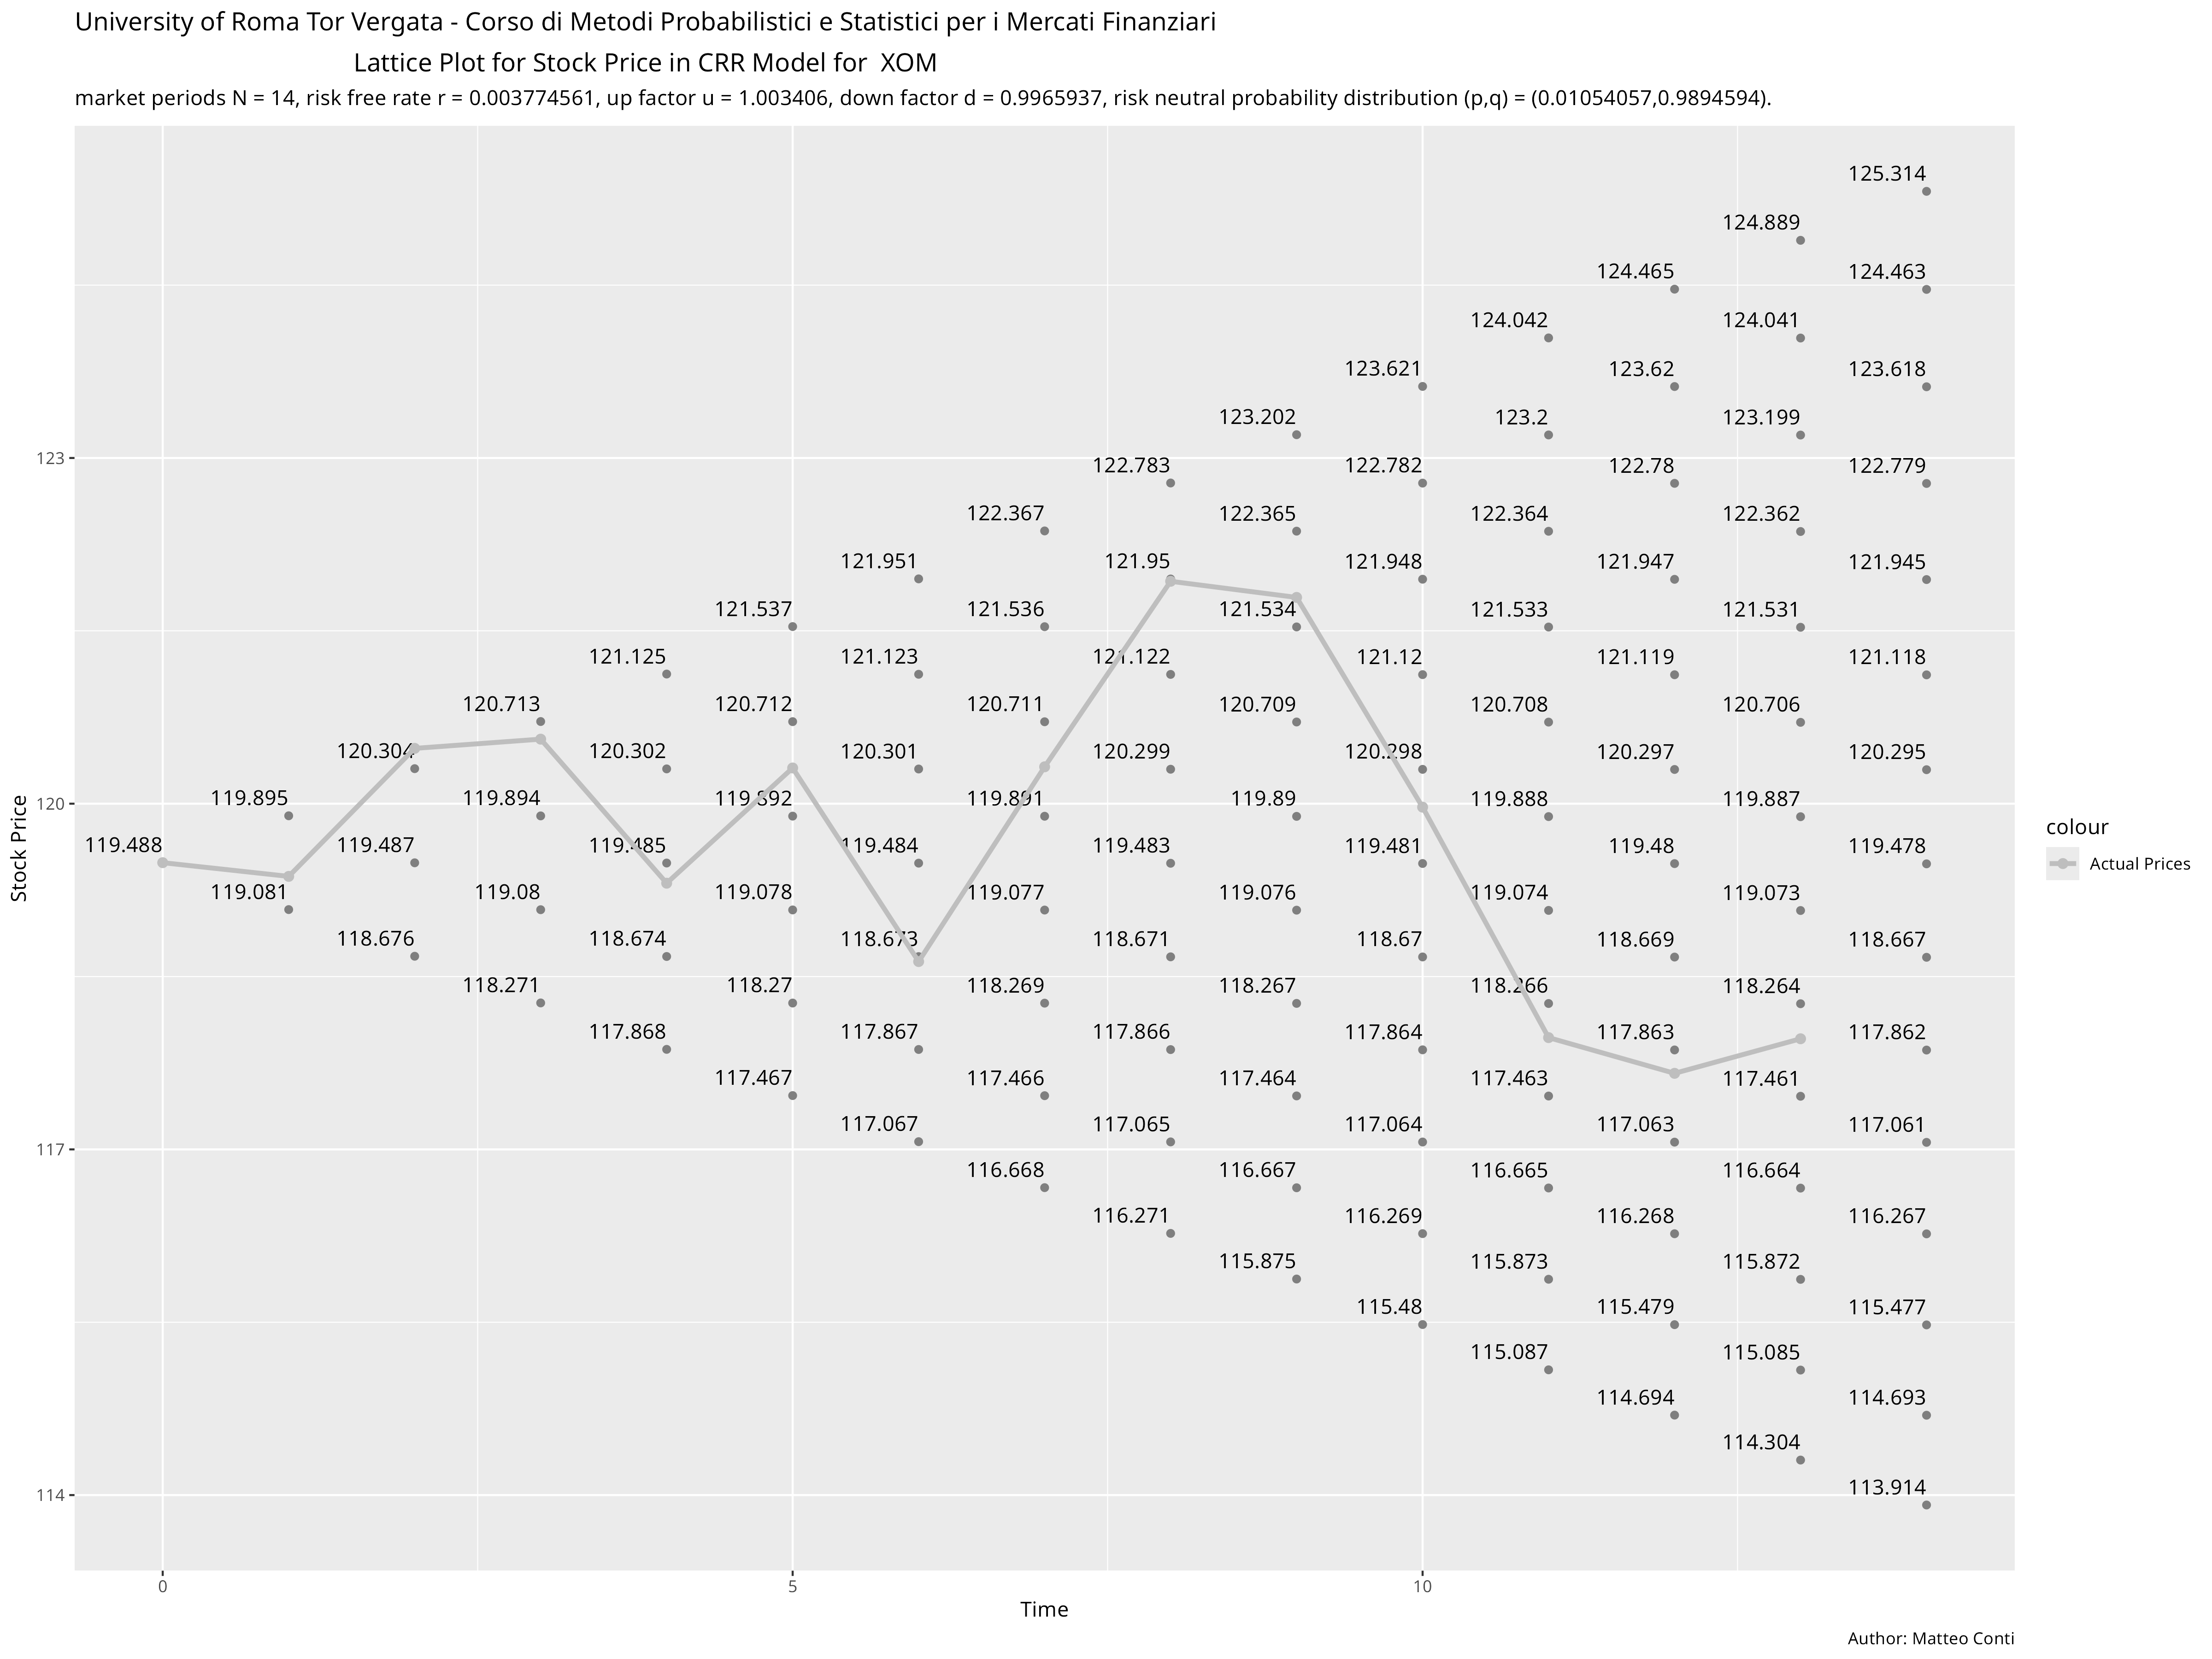 University of Roma Tor Vergata - Corso di Metodi Probabilistici e Statistici per i Mercati Finanziari
Lattice Plot for Stock Price in CRR Model for  XOM
market periods N = 14, risk free rate r = 0.003774561, up factor u = 1.003406, down factor d = 0.9965937, risk neutral probability distribution (p,q) = (0.01054057,0.9894594).
125.314
124.889
124.465 124.463
124.042 124.041
123.621 123.62 123.618
123.202 123.2 123.199
123
122.783 122.782 122.78 122.779
122.367 122.365 122.364 122.362
121.951 121.95 121.948 121.947 121.945
121.537 121.536 121.534 121.533 121.531
121.125 121.123 121.122 121.12 121.119 121.118
120.713 120.712 120.711 120.709 120.708 120.706
120.304 120.302 120.301 120.299 120.298 120.297 120.295
120
119.895 119.894 119.892 119.891 119.89 119.888 119.887
119.488 119.487 119.485 119.484 119.483 119.481 119.48 119.478
119.081 119.08 119.078 119.077 119.076 119.074 119.073
118.676 118.674 118.673 118.671 118.67 118.669 118.667
118.271 118.27 118.269 118.267 118.266 118.264
117.868 117.867 117.866 117.864 117.863 117.862
117.467 117.466 117.464 117.463 117.461
117.067 117.065 117.064 117.063 117.061
117
116.668 116.667 116.665 116.664
116.271 116.269 116.268 116.267
115.875 115.873 115.872
115.48 115.479 115.477
115.087 115.085
114.694 114.693
114.304
114
113.914
0 5 10
Time
Stock Price
colour
Actual Prices
Author: Matteo Conti